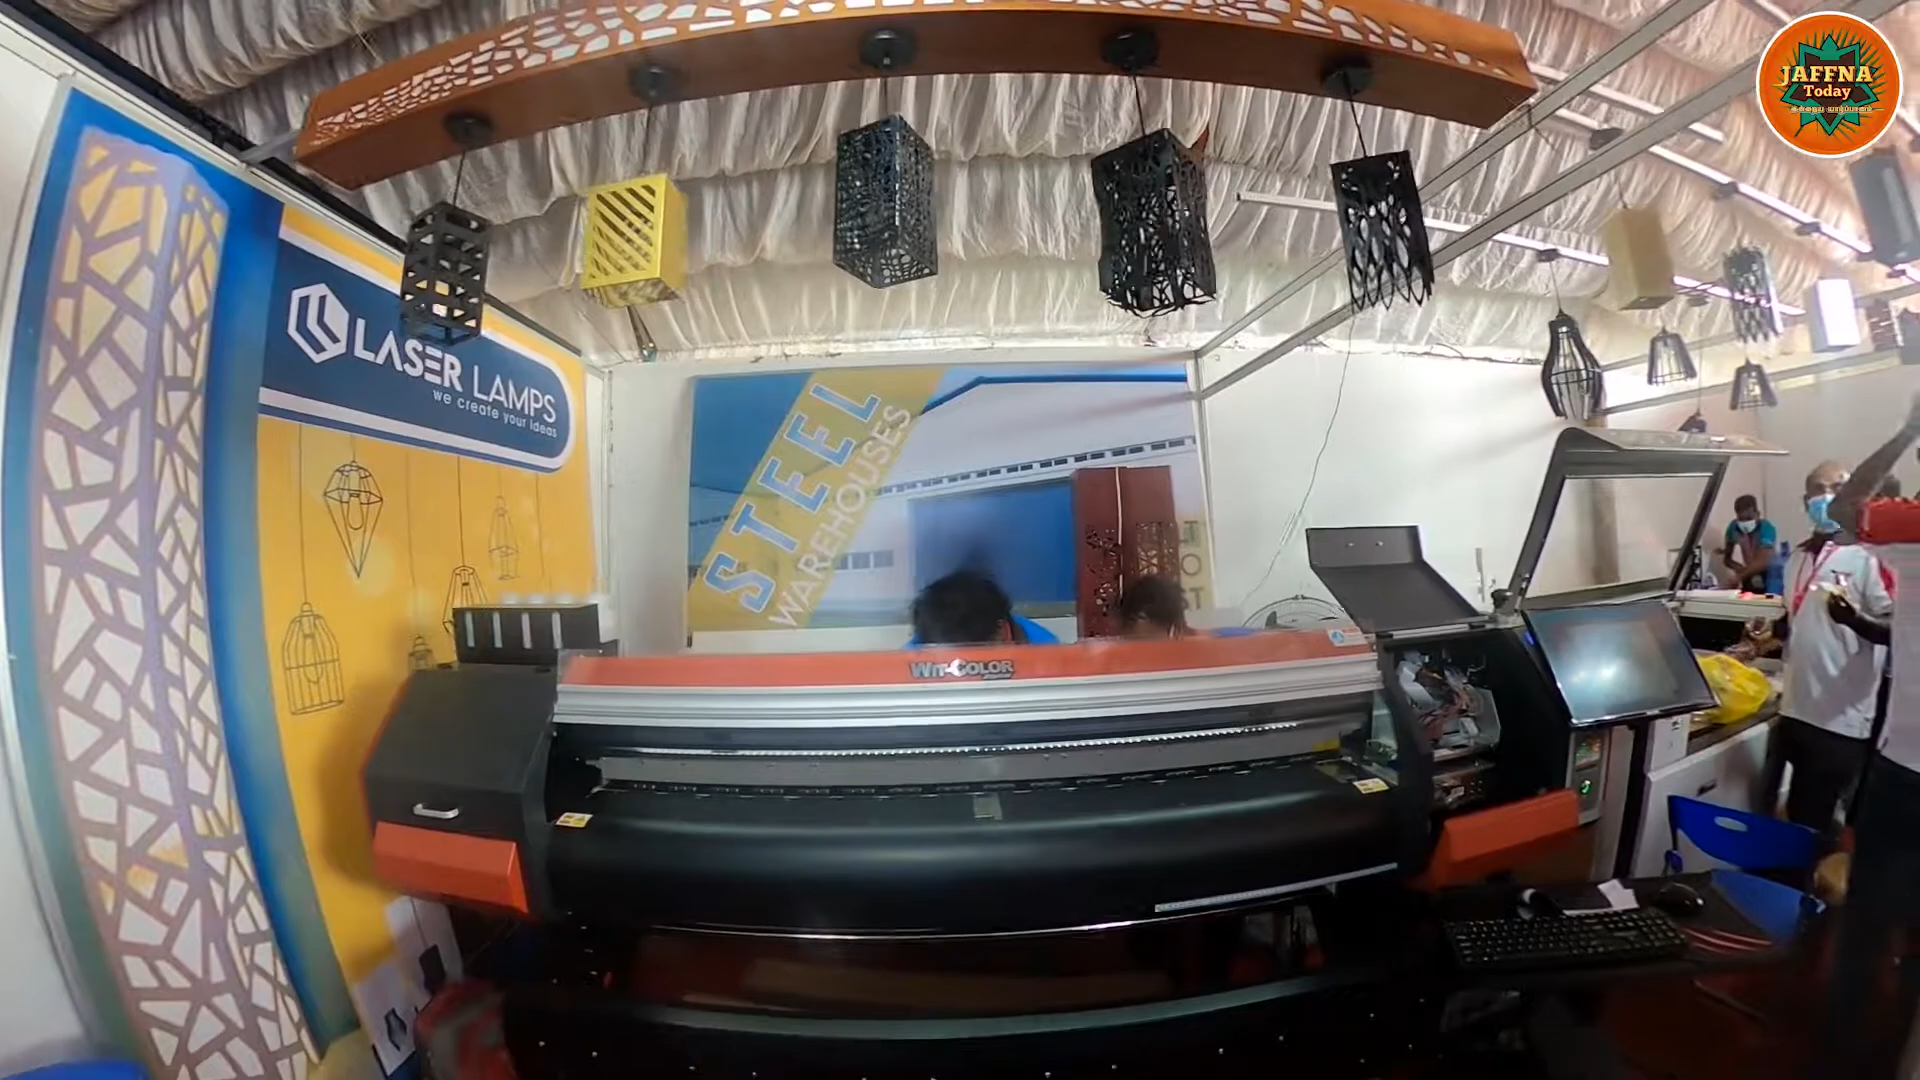 JAFFNA
Today
LASER LAMPS
we create your ideas
STEEL
WAREHOUSES
WIT-COLOR